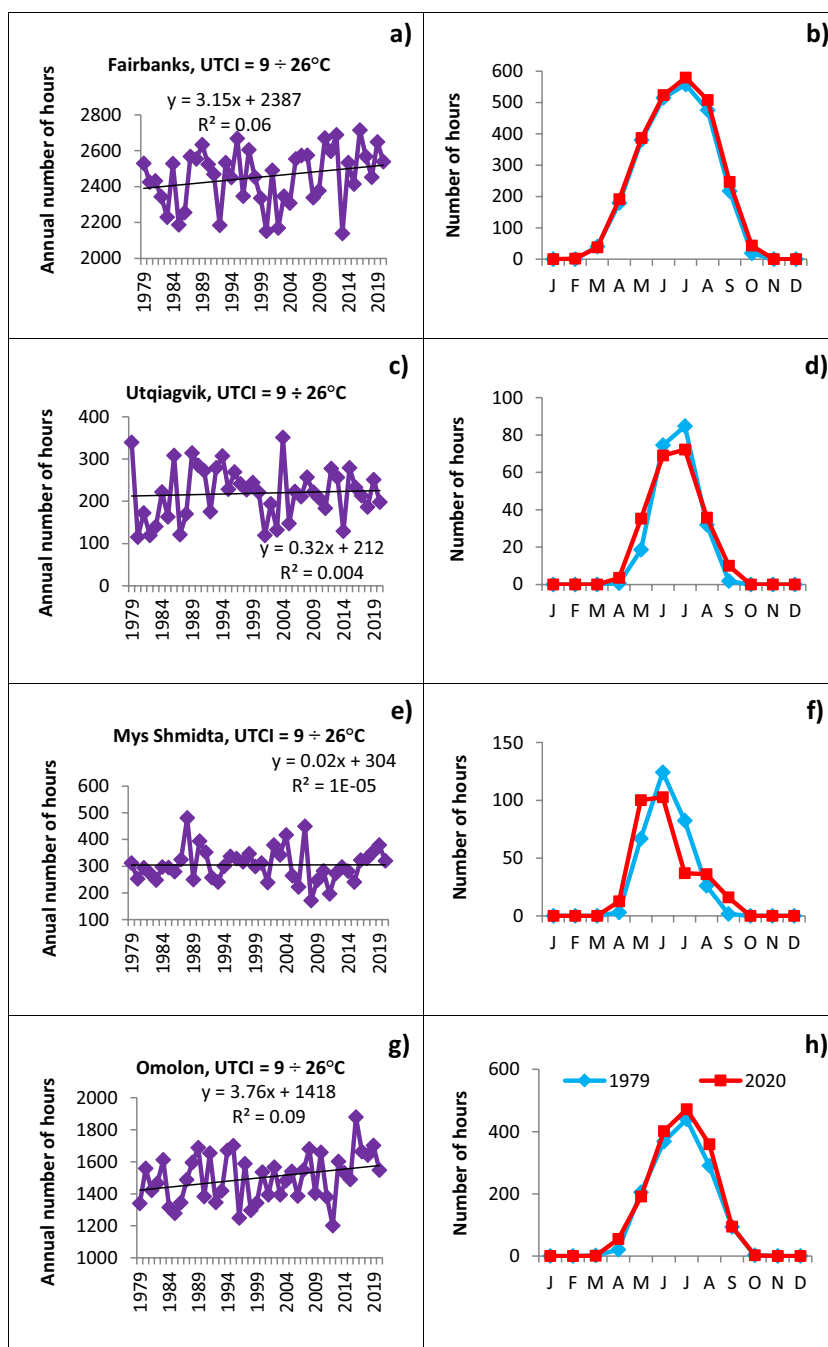 a)
Fairbanks, UTCI = 9 ÷ 26°C
y = 3.15x + 2387
R² = 0.06
Annual number of hours
2800
2600
2400
2200
2000
1979
1984
1989
1994
1999
2004
2009
2014
2019
b)
Number of hours
600
500
400
300
200
100
0
J F M A M J J A S O N D
c)
Utqiagvik, UTCI = 9 ÷ 26°C
Annual number of hours
400
300
200
100
0
y = 0.32x + 212
R² = 0.004
1979
1984
1989
1994
1999
2004
2009
2014
2019
d)
Number of hours
100
80
60
40
20
0
J F M A M J J A S O N D
e)
Mys Shmidta, UTCI = 9 ÷ 26°C
y = 0.02x + 304
R² = 1E-05
Anual number of hours
600
500
400
300
200
100
1979
1984
1989
1994
1999
2004
2009
2014
2019
f)
Number of hours
150
100
50
0
J F M A M J J A S O N D
g)
Omolon, UTCI = 9 ÷ 26°C
y = 3.76x + 1418
R² = 0.09
Annual number of hours
2000
1800
1600
1400
1200
1000
1979
1984
1989
1994
1999
2004
2009
2014
2019
h)
1979 2020
Number of hours
600
400
200
0
J F M A M J J A S O N D